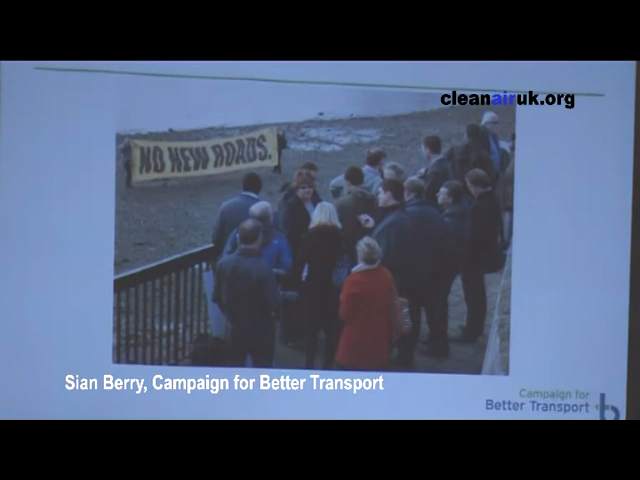 cleanairuk.org
NO NEW ROADS.
Sian Berry, Campaign for Better Transport
Campaign for
Better Transport
b